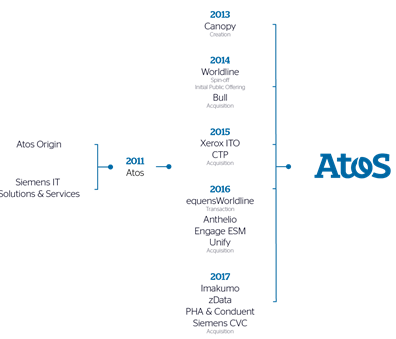 Atos Origin
Siemens IT
Solutions & Services
2011
Atos
2013
Canopy
Creation
2014
Worldline
Spin-off
Initial Public Offering
Bull
Acquisition
2015
Xerox ITO
CTP
Acquisition
2016
equensWorldline
Transaction
Anthelio
Engage ESM
Unify
Acquisition
2017
Imakumo
zData
PHA & Conduent
Siemens CVC
Acquisition
Atos